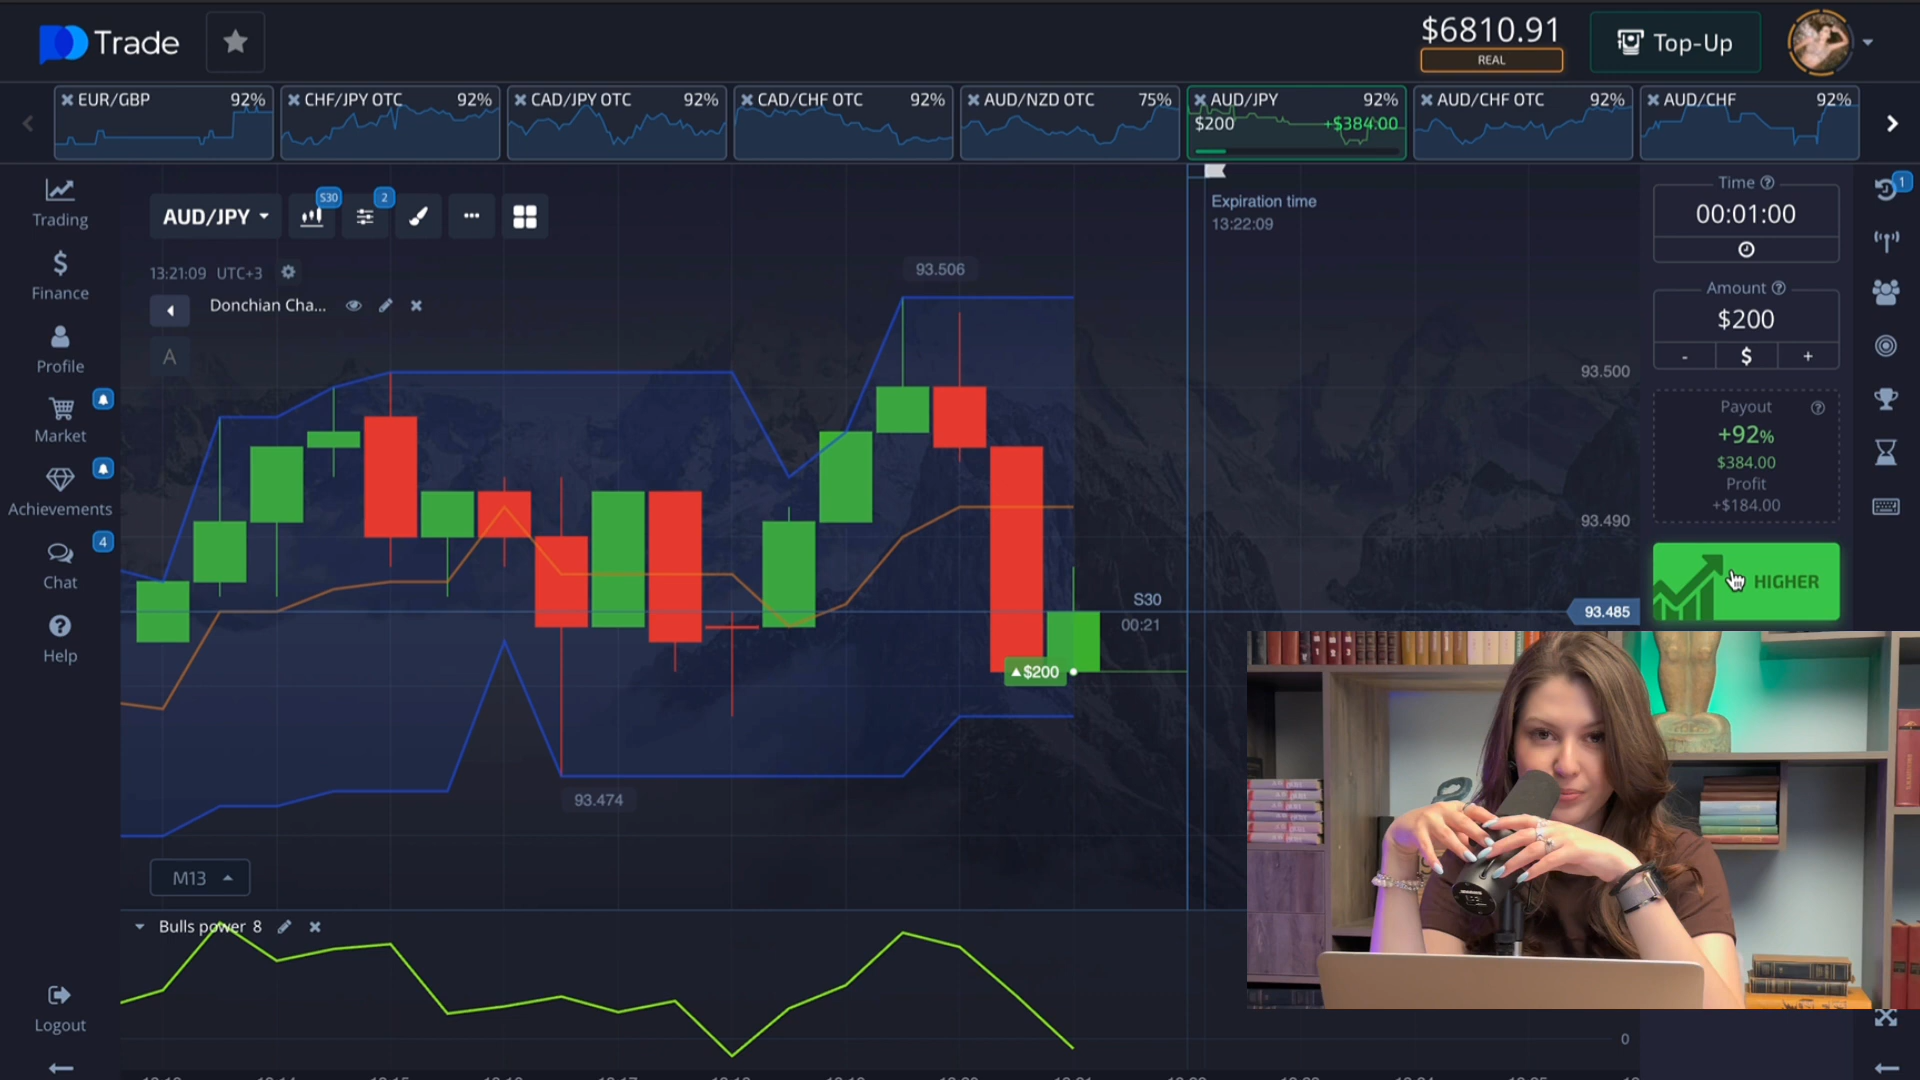 Trade
$6810.91
REAL
Top-Up
EUR/GBP 92%
CHF/JPY OTC 92%
CAD/JPY OTC 92%
CAD/CHF OTC 92%
AUD/NZD OTC 75%
AUD/JPY 92%
$200 +$384.00
AUD/CHF OTC 92%
AUD/CHF 92%
Trading
Finance
Profile
Market
Achievements
4
Chat
Help
Logout
AUD/JPY
S30
2
13:21:09 UTC+3
Donchian Cha...
A
Expiration time
13:22:09
93.506
93.500
93.490
93.485
S30
00:21
$200
93.474
M13
Bulls power 8
0
Time
00:01:00
Amount
$200
- $ +
Payout
+92%
$384.00
Profit
+$184.00
HIGHER
1